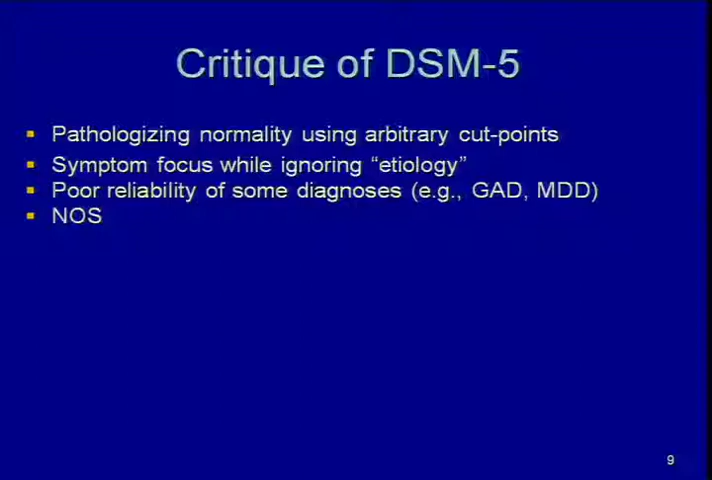 Critique of DSM-5
Pathologizing normality using arbitrary cut-points
Symptom focus while ignoring “etiology”
Poor reliability of some diagnoses (e.g., GAD, MDD)
NOS
9